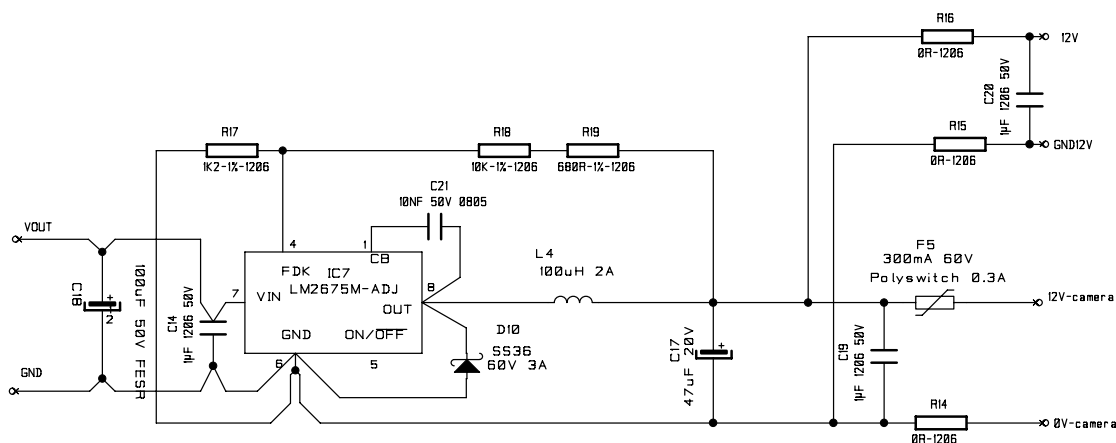 R16
0R-1206
12V
C20
1µF 1206 50V
R15
0R-1206
GND12V
R17
1K2-1%-1206
R18
10K-1%-1206
R19
680R-1%-1206
C21
10NF 50V 0805
VOUT
4
1
CB
FDK
IC7
LM2675M-ADJ
7
VIN
OUT
8
GND
ON/OFF
6
5
C18
+
2
100uF 50V FESR
C14
1µF 1206 50V
GND
L4
100uH 2A
D10
SS36
60V 3A
C17
47uF 20V
+
F5
300mA 60V
Polyswitch 0.3A
12V-camera
C19
1µF 1206 50V
R14
0R-1206
0V-camera